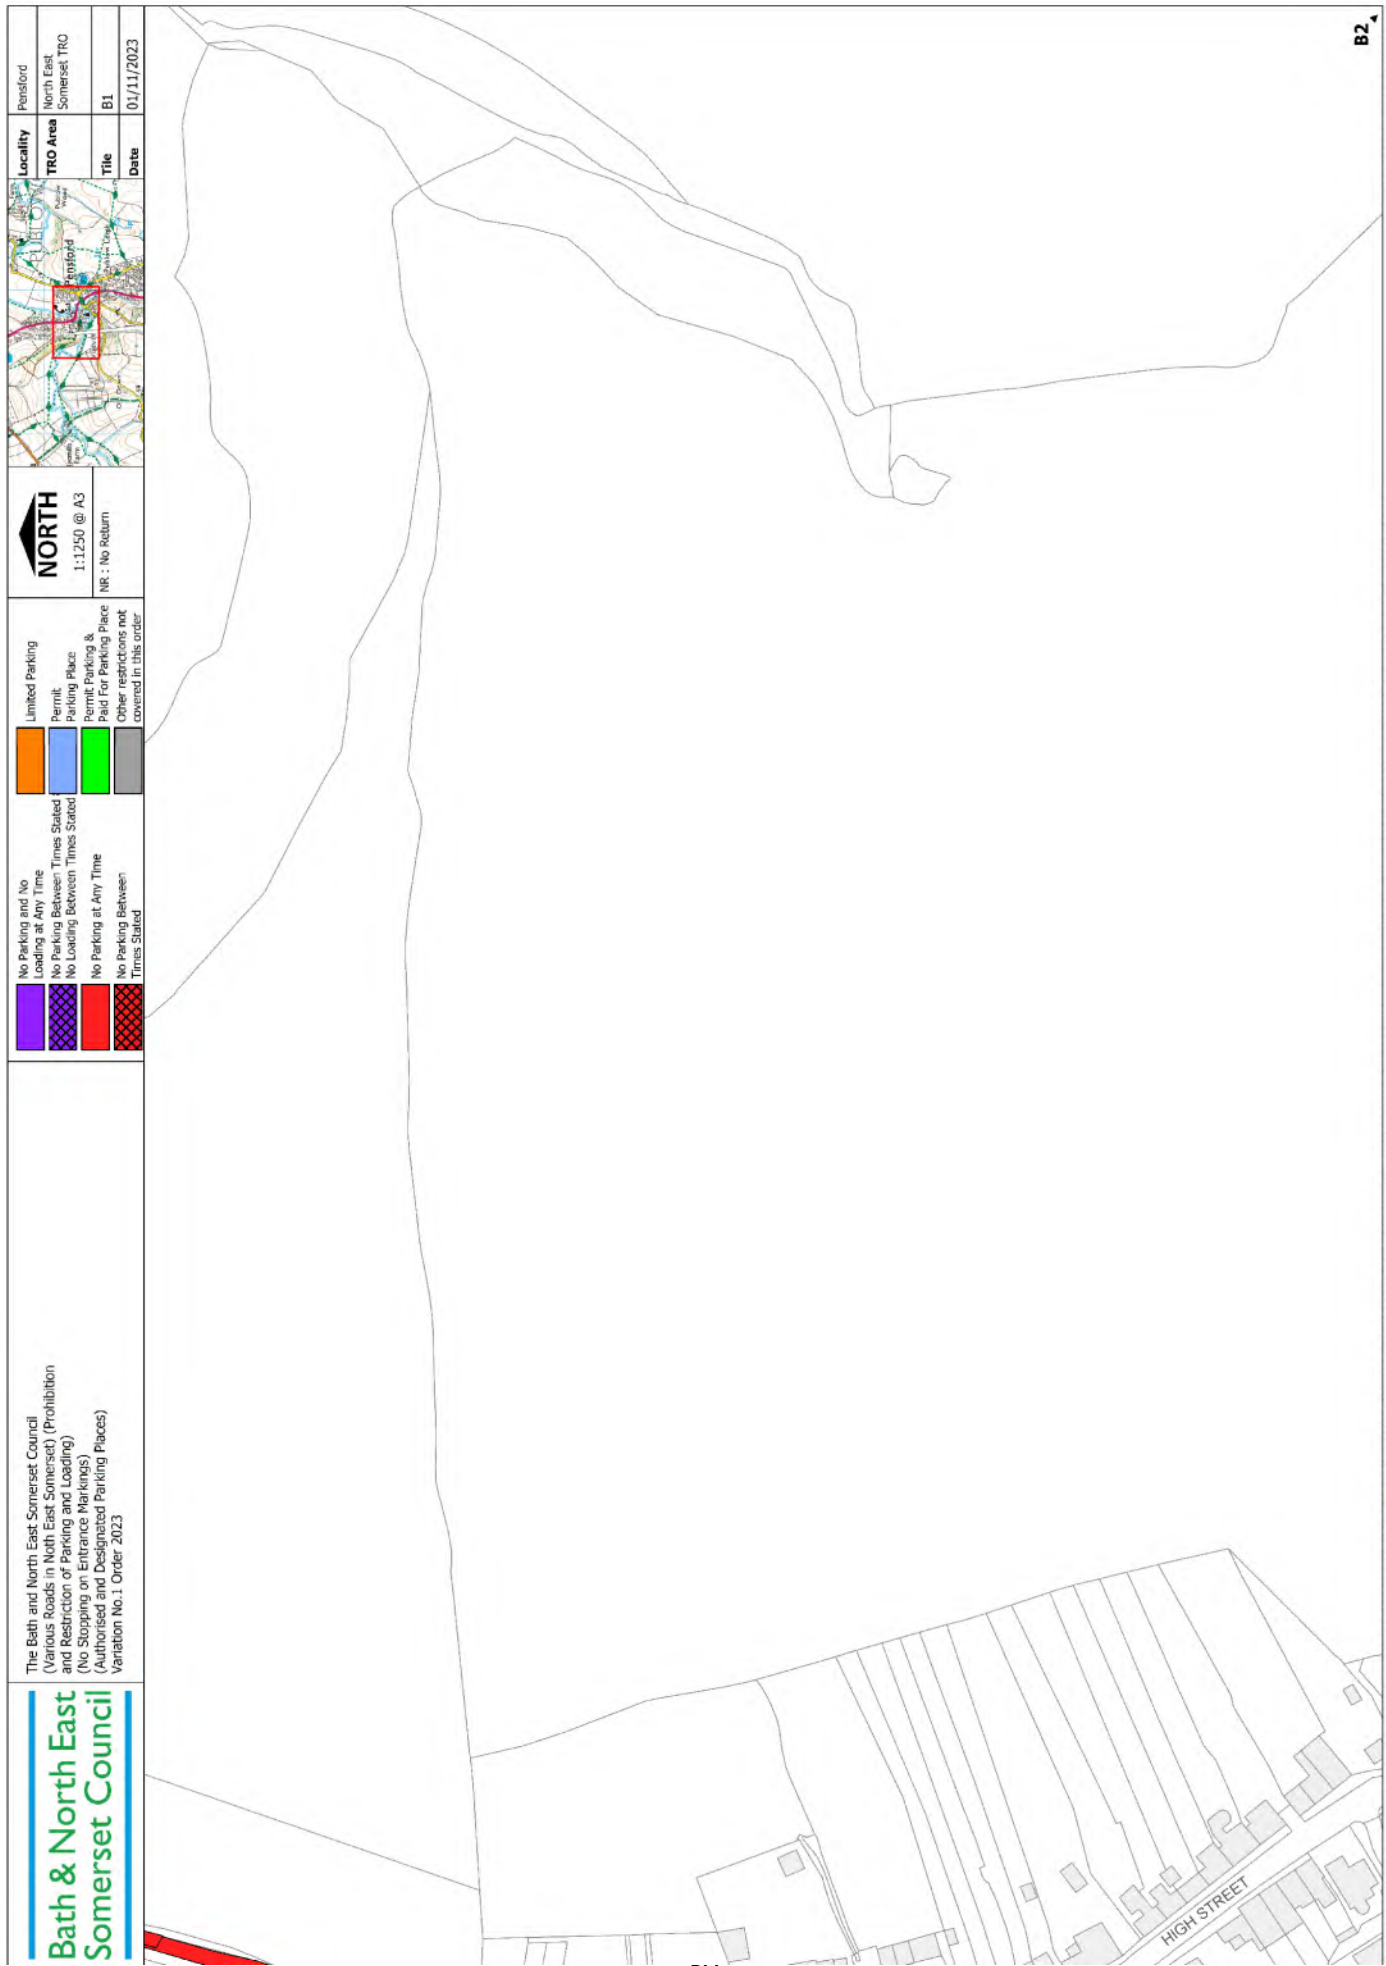 Bath & North East
Somerset Council
The Bath and North East Somerset Council
(Various Roads in Noth East Somerset) (Prohibition
and Restriction of Parking and Loading)
(No Stopping on Entrance Markings)
(Authorised and Designated Parking Places)
Variation No.1 Order 2023
No Parking and No
Loading at Any Time
No Parking Between Times Stated
No Loading Between Times Stated
No Parking at Any Time
No Parking Between
Times Stated
Limited Parking
Permit
Parking Place
Permit Parking &
Paid For Parking Place
Other restrictions not
covered in this order
NORTH
1:1250 @ A3
NR : No Return
Pensford
Locality
Pensford
TRO Area
North East
Somerset TRO
Tile
B1
Date
01/11/2023
B2
HIGH STREET